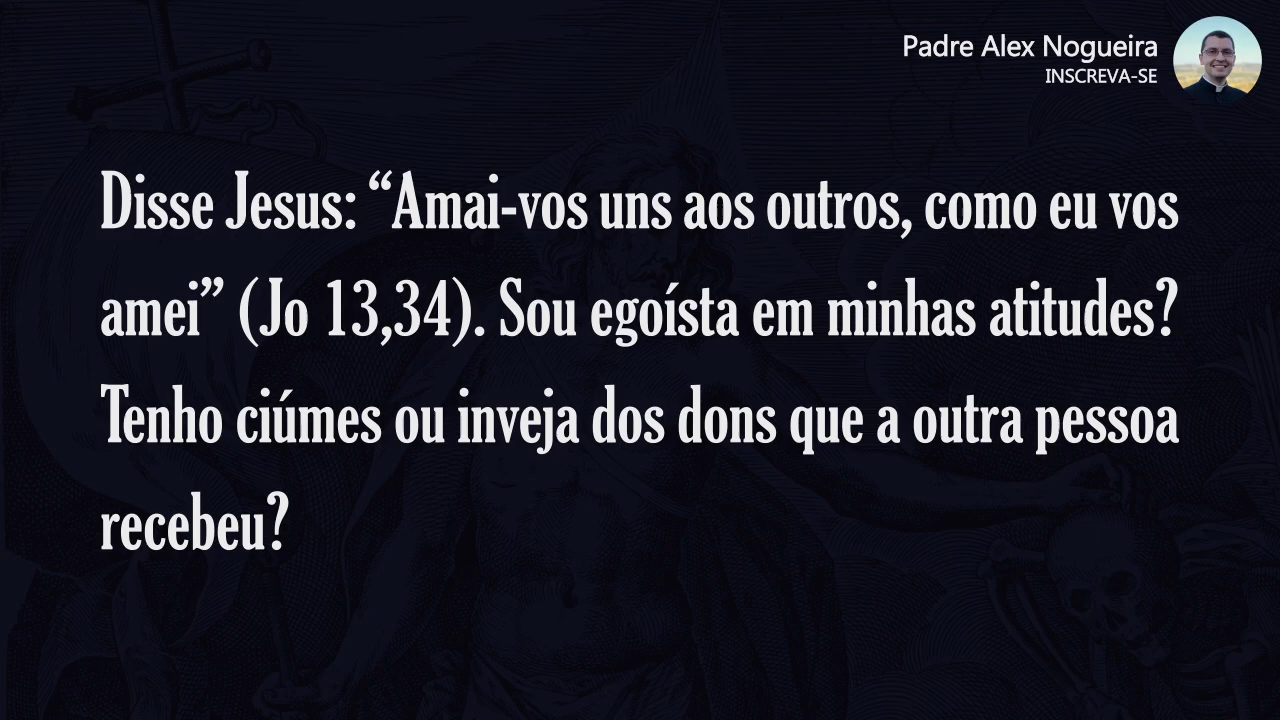 Padre Alex Nogueira
INSCREVA-SE
Disse Jesus: “Amai-vos uns aos outros, como eu vos
amei” (Jo 13,34). Sou egoísta em minhas atitudes?
Tenho ciúmes ou inveja dos dons que a outra pessoa
recebeu?